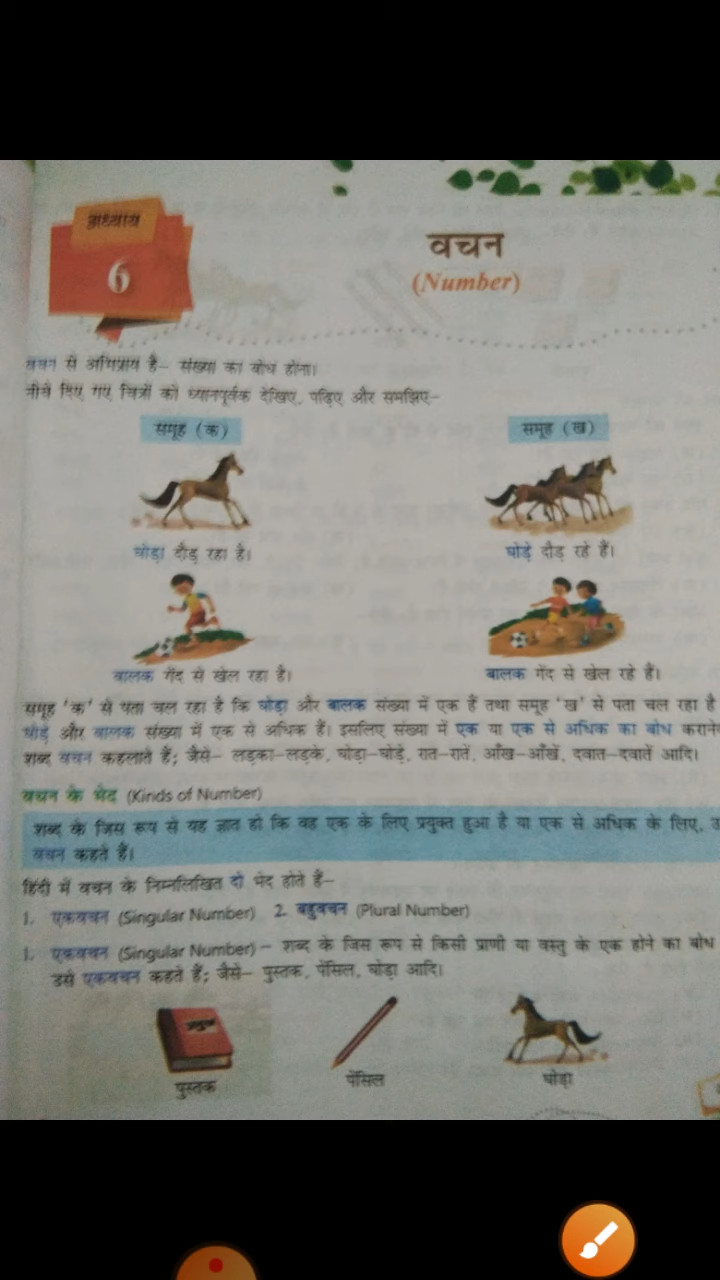 अध्याय
6
वचन
(Number)
वचन से अभिप्राय है– संख्या का बोध होना।
नीचे दिए गए चित्रों को ध्यानपूर्वक देखिए, पढ़िए और समझिए–
समूह (क)
समूह (ख)
घोड़ा दौड़ रहा है।
घोड़े दौड़ रहे हैं।
बालक गेंद से खेल रहा है।
बालक गेंद से खेल रहे हैं।
समूह 'क' से पता चल रहा है कि घोड़ा और बालक संख्या में एक हैं तथा समूह 'ख' से पता चल रहा है
घोड़े और बालक संख्या में एक से अधिक हैं। इसलिए संख्या में एक या एक से अधिक का बोध कराने
शब्द वचन कहलाते हैं; जैसे– लड़का–लड़के, घोड़ा–घोड़े, रात–रातें, आँख–आँखें, दवात–दवातें आदि।
वचन के भेद (Kinds of Number)
शब्द के जिस रूप से यह ज्ञात हो कि वह एक के लिए प्रयुक्त हुआ है या एक से अधिक के लिए,
वचन कहते हैं।
हिंदी में वचन के निम्नलिखित दो भेद होते हैं–
1. एकवचन (Singular Number) 2. बहुवचन (Plural Number)
1. एकवचन (Singular Number) – शब्द के जिस रूप से किसी प्राणी या वस्तु के एक होने का बोध
उसे एकवचन कहते हैं; जैसे– पुस्तक, पेंसिल, घोड़ा आदि।
पुस्तक
पेंसिल
घोड़ा